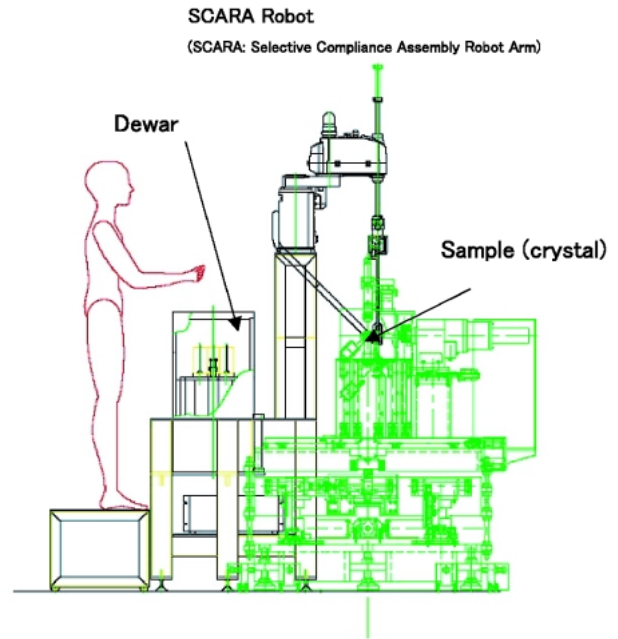 SCARA Robot
(SCARA: Selective Compliance Assembly Robot Arm)
Dewar
Sample (crystal)